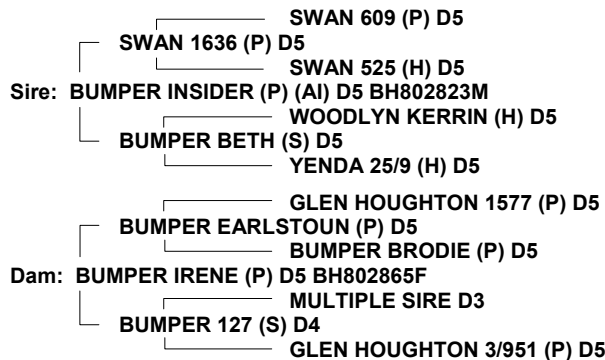 SWAN 609 (P) D5
SWAN 1636 (P) D5
SWAN 525 (H) D5
Sire: BUMPER INSIDER (P) (AI) D5 BH802823M
WOODLYN KERRIN (H) D5
BUMPER BETH (S) D5
YENDA 25/9 (H) D5
GLEN HOUGHTON 1577 (P) D5
BUMPER EARLSTOUN (P) D5
BUMPER BRODIE (P) D5
Dam: BUMPER IRENE (P) D5 BH802865F
MULTIPLE SIRE D3
BUMPER 127 (S) D4
GLEN HOUGHTON 3/951 (P) D5